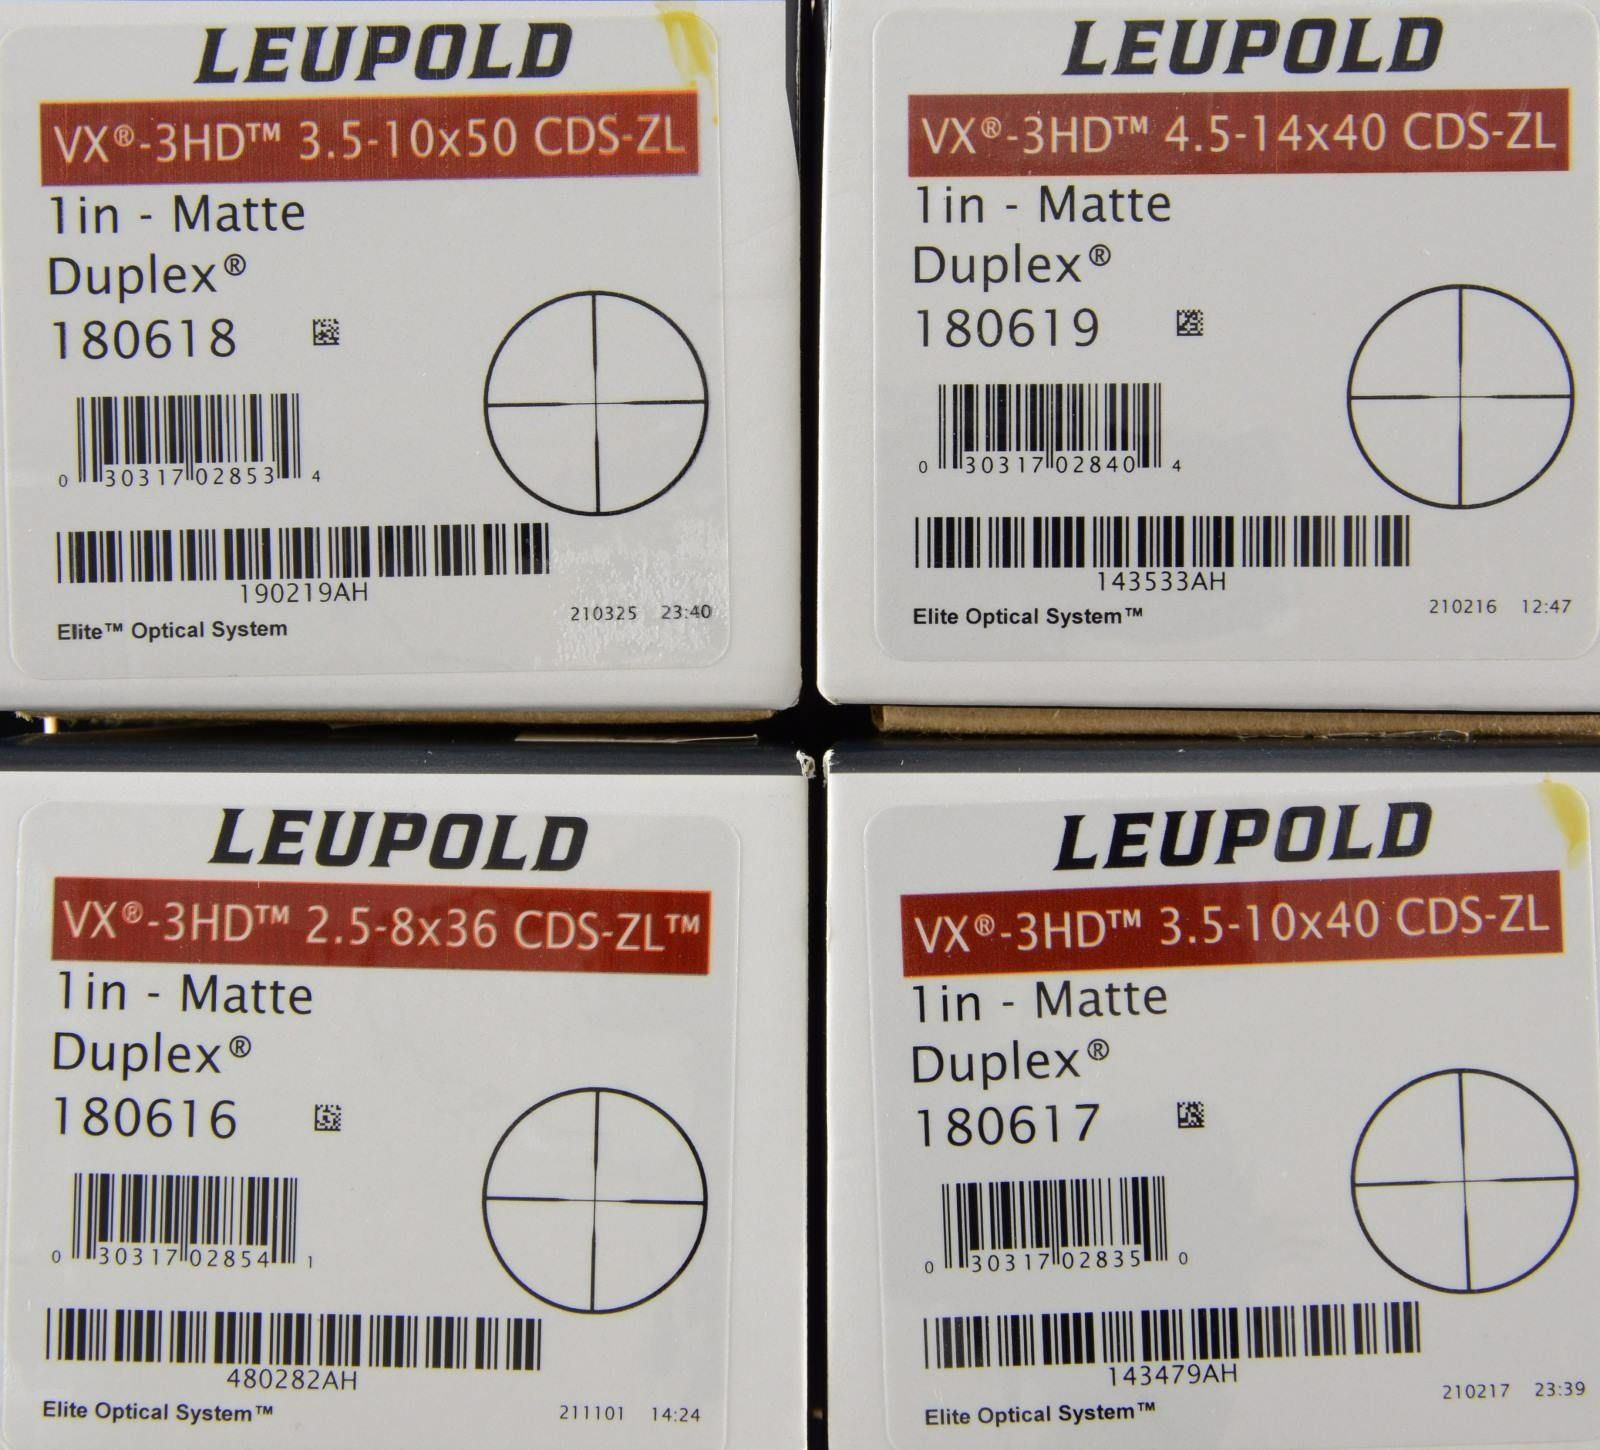 LEUPOLD
VX®-3HD™ 3.5-10x50 CDS-ZL
1in - Matte
Duplex®
180618
0 30317 02853 4
190219AH
210325 23:40
Elite™ Optical System
LEUPOLD
VX®-3HD™ 4.5-14x40 CDS-ZL
1in - Matte
Duplex®
180619
0 30317 02840 4
143533AH
210216 12:47
Elite Optical System™
LEUPOLD
VX®-3HD™ 2.5-8x36 CDS-ZL™
1in - Matte
Duplex®
180616
0 30317 02854 1
480282AH
211101 14:24
Elite Optical System™
LEUPOLD
VX®-3HD™ 3.5-10x40 CDS-ZL
1in - Matte
Duplex®
180617
0 30317 02835 0
143479AH
210217 23:39
Elite Optical System™